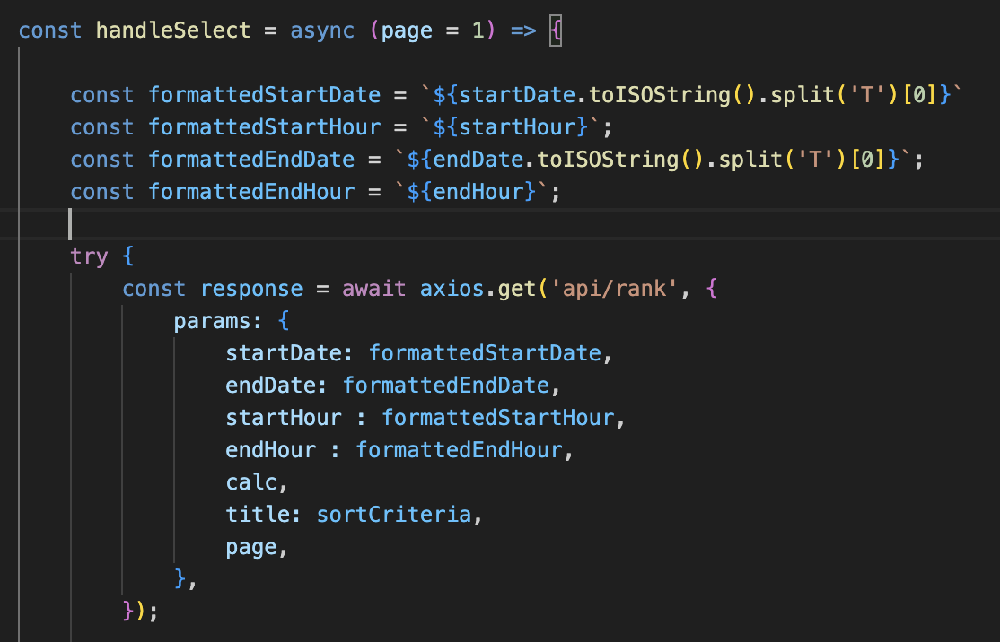 const handleSelect = async (page = 1) => {
const formattedStartDate = `${startDate.toISOString().split('T')[0]}`
const formattedStartHour = `${startHour}`;
const formattedEndDate = `${endDate.toISOString().split('T')[0]}`;
const formattedEndHour = `${endHour}`;
try {
const response = await axios.get('api/rank', {
params: {
startDate: formattedStartDate,
endDate: formattedEndDate,
startHour : formattedStartHour,
endHour : formattedEndHour,
calc,
title: sortCriteria,
page,
},
});